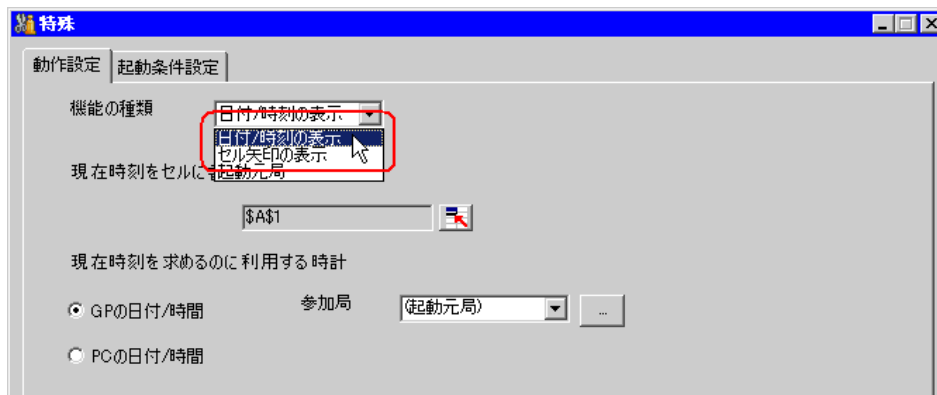 特殊
動作設定 起動条件設定
機能の種類 日付/時刻の表示
日付/時刻の表示
セル矢印の表示
現在時刻をセルに 起動元局
$A$1
現在時刻を求めるのに利用する時計
GPの日付/時間 参加局 (起動元局) ...
PCの日付/時間